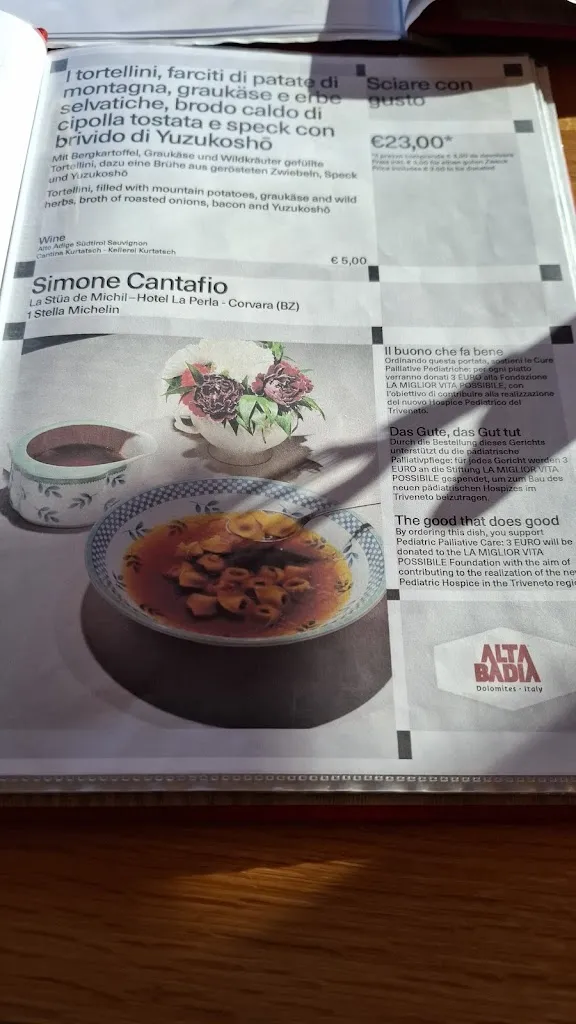 I tortellini, farciti di patate di
montagna, graukäse e erbe
selvatiche, brodo caldo di
cipolla tostata e speck con
brivido di Yuzukoshō
Mit Bergkartoffel, Graukäse und Wildkräuter gefüllte
Tortellini, dazu eine Brühe aus gerösteten Zwiebeln, Speck
und Yuzukoshō
Tortellini, filled with mountain potatoes, graukäse and wild
herbs, broth of roasted onions, bacon and Yuzukoshō
Wine
Alto Adige Südtirol Sauvignon
Cantina Kurtatsch - Kellerei Kurtatsch
€ 5,00
Sciare con
gusto
€23,00*
Price includes € 3.00 to be donated
Simone Cantafio
La Stüa de Michil – Hotel La Perla - Corvara (BZ)
1 Stella Michelin
Il buono che fa bene
Ordinando questa portata, sostieni le Cure
Palliative Pediatriche: per ogni piatto
verranno donati 3 EURO alla Fondazione
LA MIGLIOR VITA POSSIBILE, con
l'obiettivo di contribuire alla realizzazione
del nuovo Hospice Pediatrico del
Triveneto.
Das Gute, das Gut tut
Durch die Bestellung dieses Gerichts
unterstützt du die pädiatrische
Palliativpflege: für jedes Gericht werden 3
EURO an die Stiftung LA MIGLIOR VITA
POSSIBILE gespendet, um zum Bau des
neuen pädiatrischen Hospizes im
Triveneto beizutragen.
The good that does good
By ordering this dish, you support
Pediatric Palliative Care: 3 EURO will be
donated to the LA MIGLIOR VITA
POSSIBILE Foundation with the aim of
contributing to the realization of the ne
Pediatric Hospice in the Triveneto regio
ALTA
BADIA
Dolomites - Italy